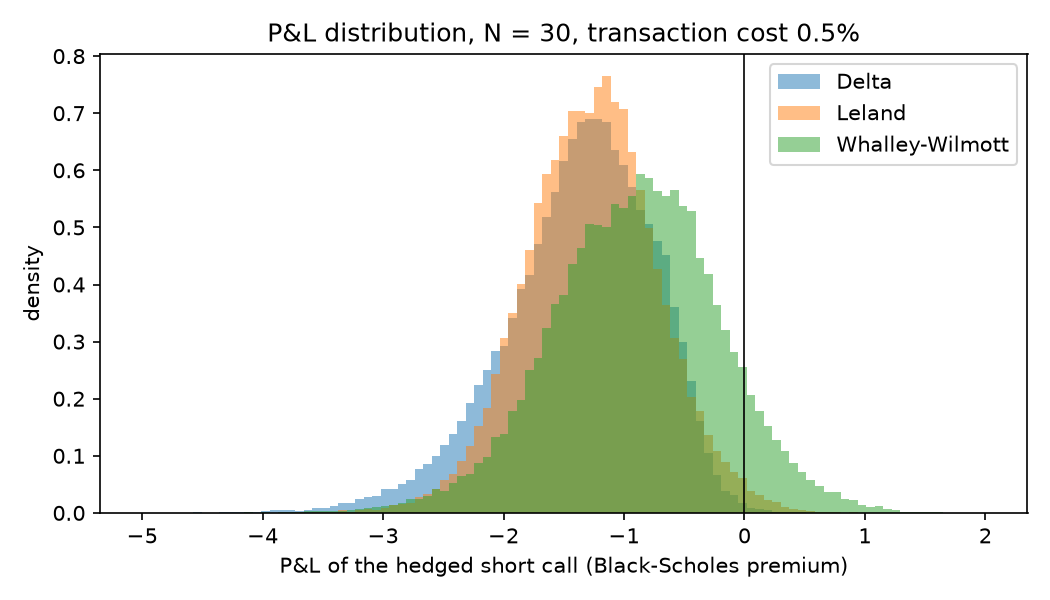 P&L distribution, N = 30, transaction cost 0.5%
Delta
Leland
Whalley-Wilmott
density
0.8
0.7
0.6
0.5
0.4
0.3
0.2
0.1
0.0
−5 −4 −3 −2 −1 0 1 2
P&L of the hedged short call (Black-Scholes premium)